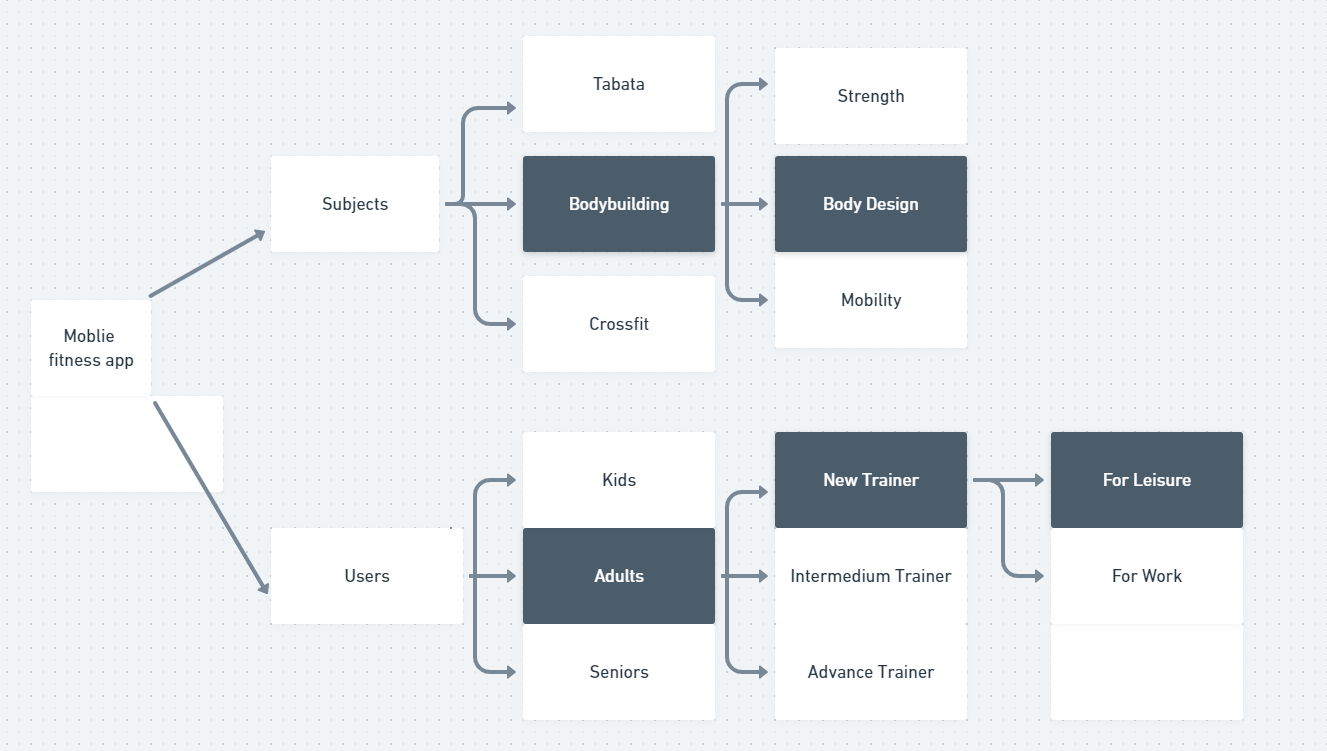 Tabata
Strength
Subjects
Bodybuilding
Body Design
Mobility
Crossfit
Moblie
fitness app
Kids
New Trainer
For Leisure
Users
Adults
Intermedium Trainer
For Work
Seniors
Advance Trainer